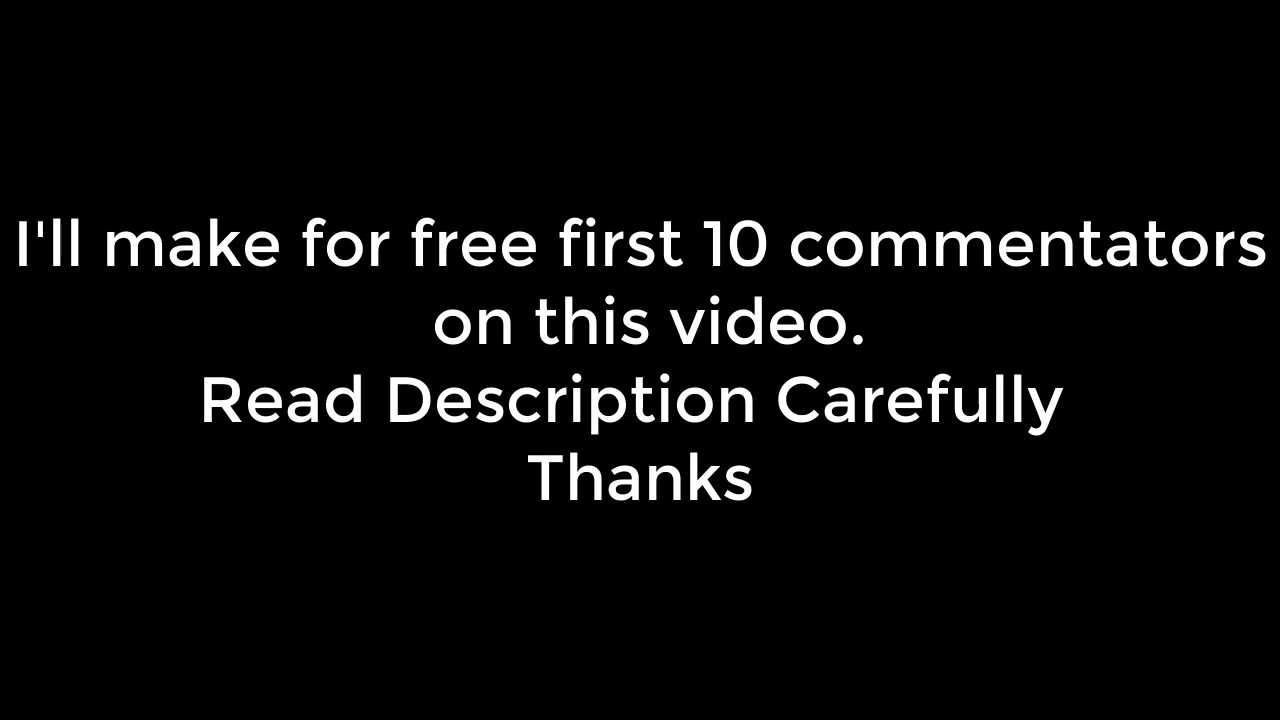 I'll make for free first 10 commentators
on this video.
Read Description Carefully
Thanks